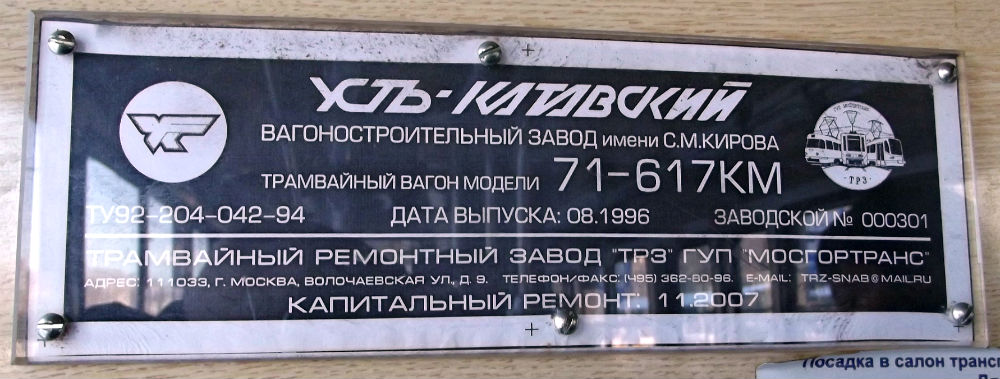 УСТЬ-КАТАВСКИЙ
ВАГОНОСТРОИТЕЛЬНЫЙ ЗАВОД имени С.М.КИРОВА
ТРАМВАЙНЫЙ ВАГОН МОДЕЛИ 71-617КМ
ТРЗ
ТУ92-204-042-94 ДАТА ВЫПУСКА: 08.1996 ЗАВОДСКОЙ № 000301
ТРАМВАЙНЫЙ РЕМОНТНЫЙ ЗАВОД "ТРЗ" ГУП "МОСГОРТРАНС"
АДРЕС: 111033, Г. МОСКВА, ВОЛОЧАЕВСКАЯ УЛ., Д. 9. ТЕЛЕФОН/ФАКС: (495) 362-80-96. E-MAIL: TRZ-SNAB@MAIL.RU
КАПИТАЛЬНЫЙ РЕМОНТ: 11.2007
Посадка в салон